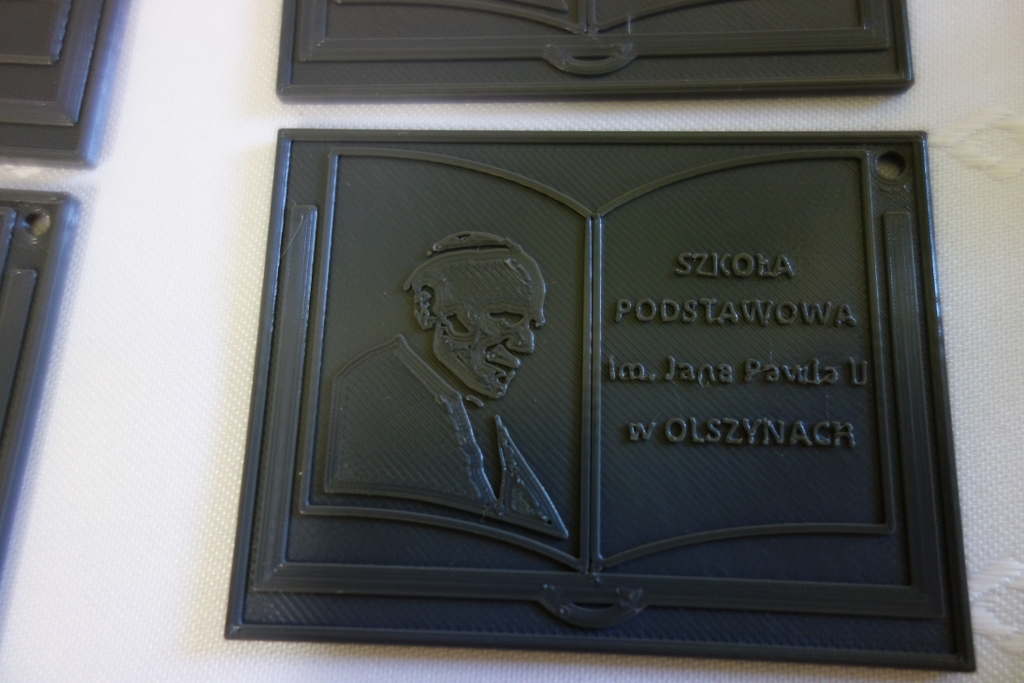 SZKOŁA
PODSTAWOWA
im. Jana Pawła II
w OLSZYNACH